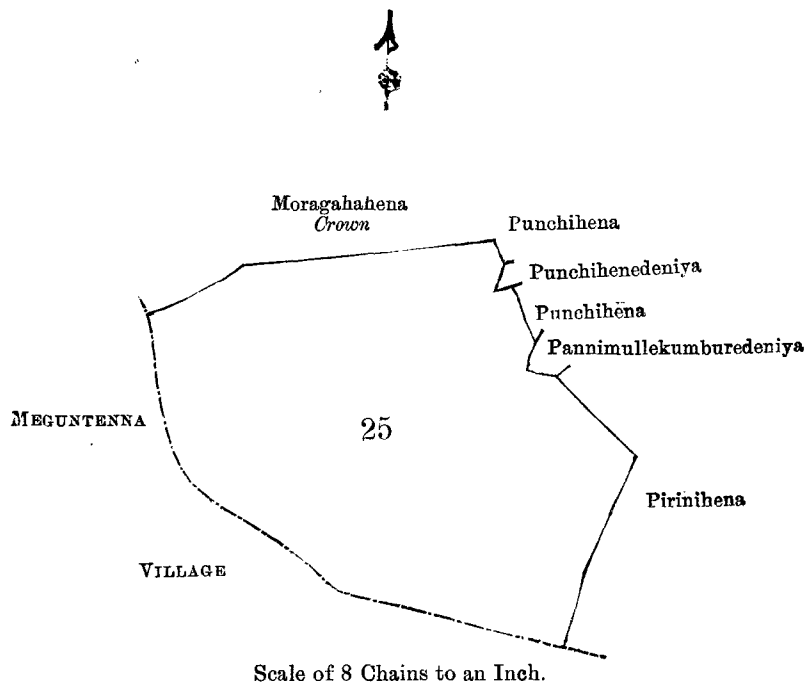 Moragahahena
Crown
Punchihena
Punchihenedeniya
Punchihena
Pannimullekumburedeniya
MEGUNTENNA
25
Pirinihena
VILLAGE
Scale of 8 Chains to an Inch.